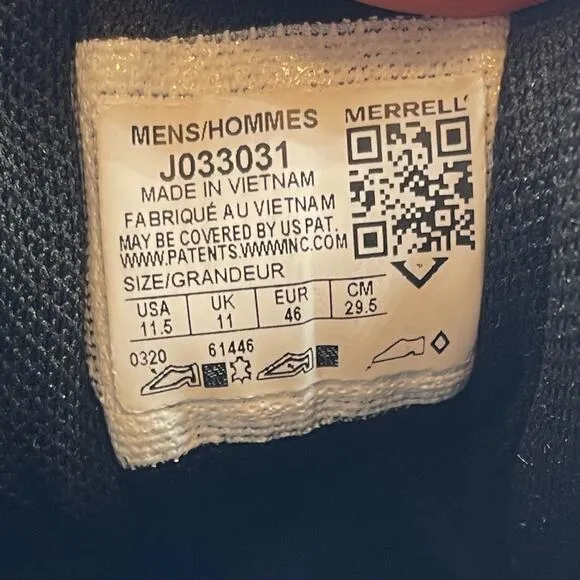 MENS/HOMMES
MERRELL
J033031
MADE IN VIETNAM
FABRIQUÉ AU VIETNAM
MAY BE COVERED BY US PAT.
WWW.PATENTS.WWWINC.COM
SIZE/GRANDEUR
USA UK EUR CM
11.5 11 46 29.5
0320 61446